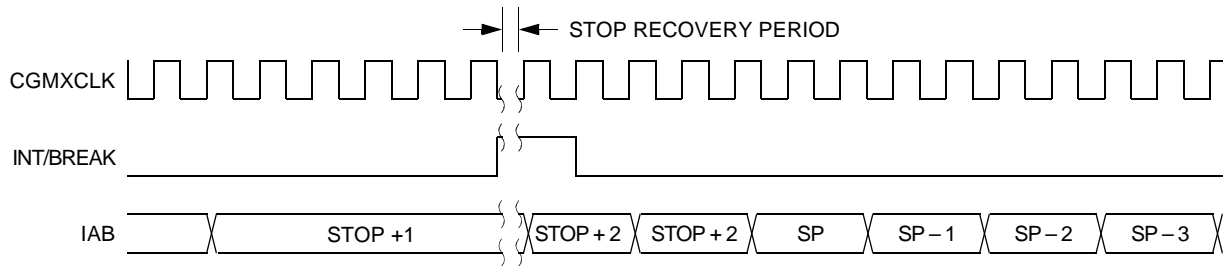 STOP RECOVERY PERIOD
CGMXCLK
INT/BREAK
IAB STOP +1 STOP + 2 STOP + 2 SP SP – 1 SP – 2 SP – 3